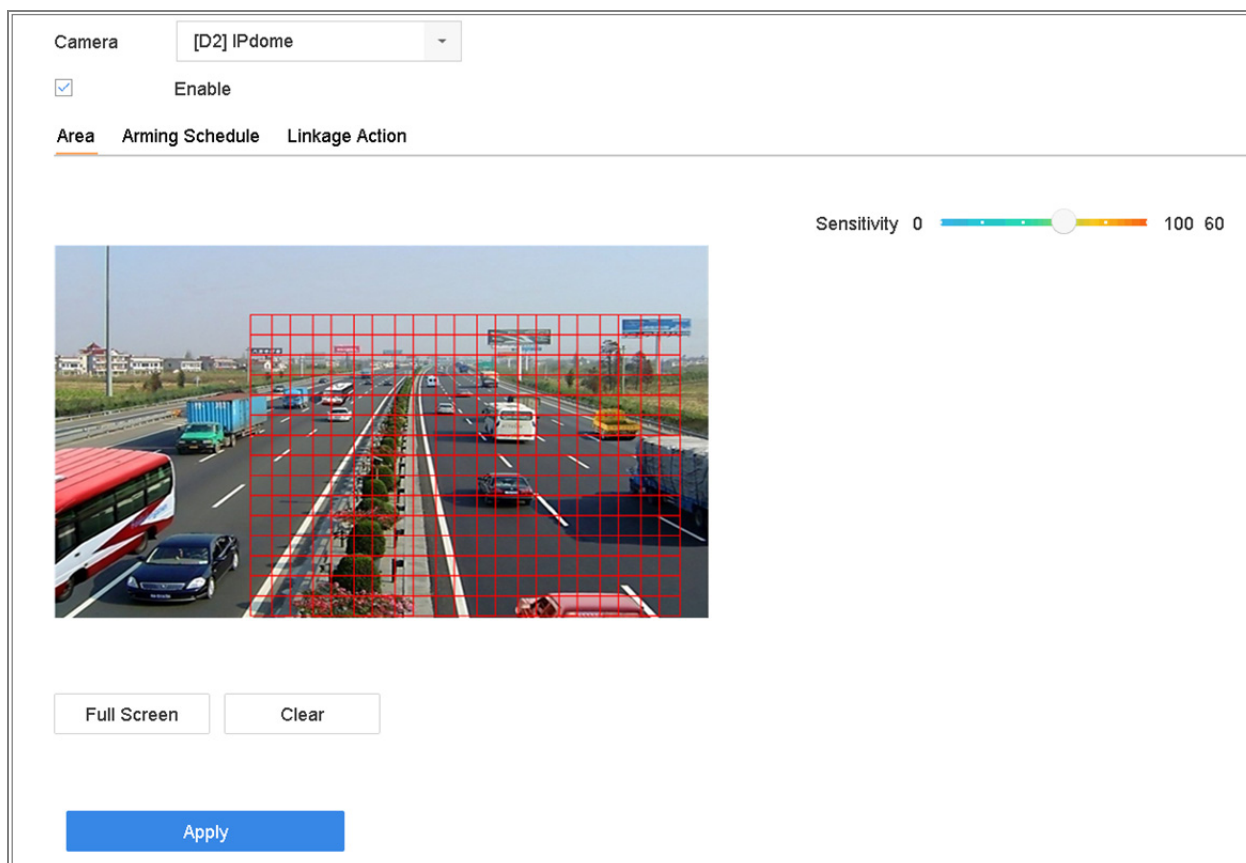 Camera [D2] IPdome
Enable
Area Arming Schedule Linkage Action
Sensitivity 0 100 60
Full Screen Clear
Apply